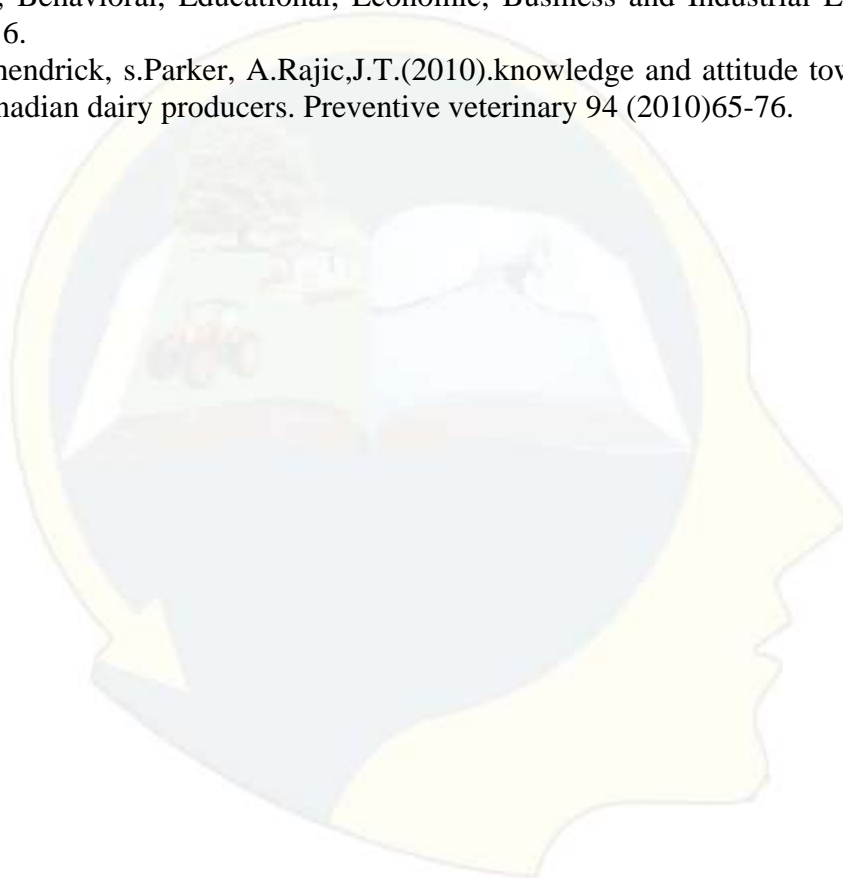 , Behavioral, Educational, Economic, Business and Industrial E
6.
hendrick, s.Parker, A.Rajic,J.T.(2010).knowledge and attitude tov
nadian dairy producers. Preventive veterinary 94 (2010)65-76.